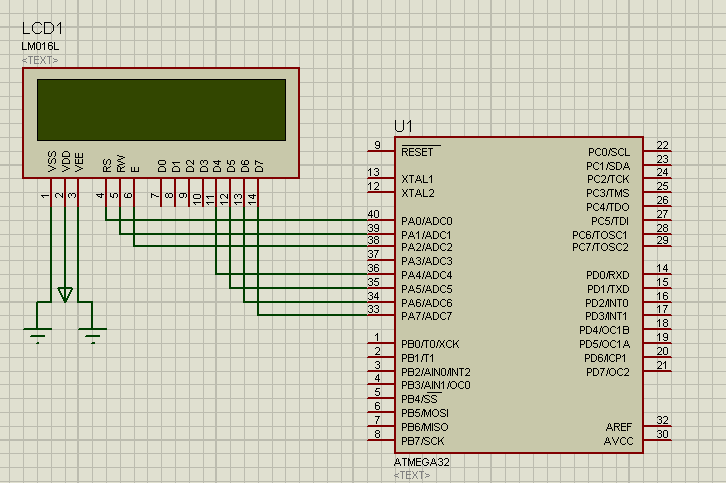 LCD1
LM016L
<TEXT>
VSS
VDD
VEE
RS
RW
E
D0
D1
D2
D3
D4
D5
D6
D7
1
2
3
4
5
6
7
8
9
10
11
12
13
14
U1
9 RESET
13 XTAL1
12 XTAL2
40 PA0/ADC0
39 PA1/ADC1
38 PA2/ADC2
37 PA3/ADC3
36 PA4/ADC4
35 PA5/ADC5
34 PA6/ADC6
33 PA7/ADC7
1 PB0/T0/XCK
2 PB1/T1
3 PB2/AIN0/INT2
4 PB3/AIN1/OC0
5 PB4/SS
6 PB5/MOSI
7 PB6/MISO
8 PB7/SCK
PC0/SCL 22
PC1/SDA 23
PC2/TCK 24
PC3/TMS 25
PC4/TDO 26
PC5/TDI 27
PC6/TOSC1 28
PC7/TOSC2 29
PD0/RXD 14
PD1/TXD 15
PD2/INT0 16
PD3/INT1 17
PD4/OC1B 18
PD5/OC1A 19
PD6/ICP1 20
PD7/OC2 21
AREF 32
AVCC 30
ATMEGA32
<TEXT>